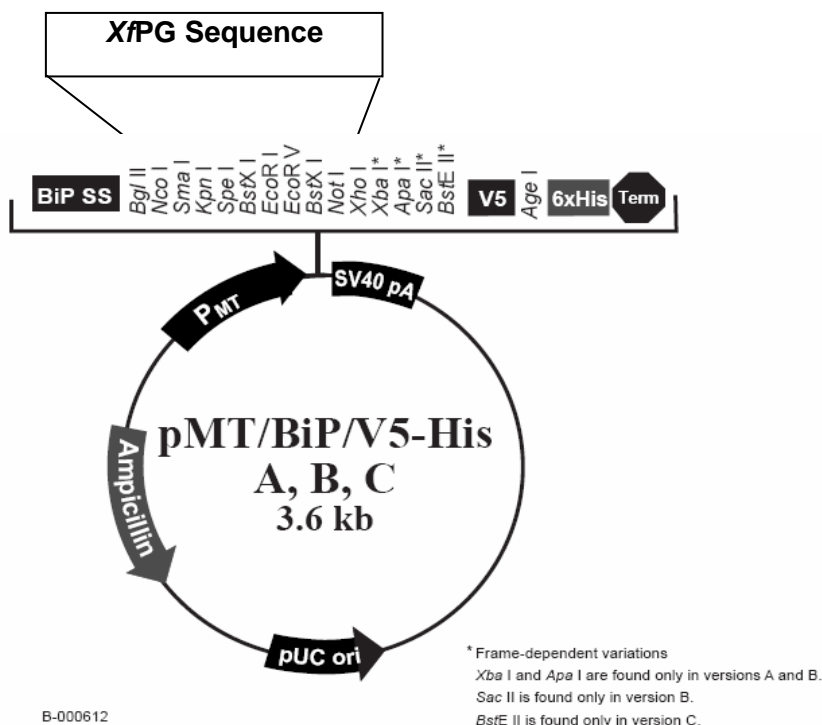 XfPG Sequence
BiP SS
Bgl II
Nco I
Sma I
Kpn I
Spe I
BstX I
EcoR I
EcoR V
BstX I
Not I
Xho I
Xba I*
Apa I*
Sac II*
BstE II*
V5
Age I
6xHis
Term
PMT
SV40 pA
pMT/BiP/V5-His
A, B, C
3.6 kb
Ampicillin
pUC ori
* Frame-dependent variations
Xba I and Apa I are found only in versions A and B.
Sac II is found only in version B.
BstE II is found only in version C.
B-000612